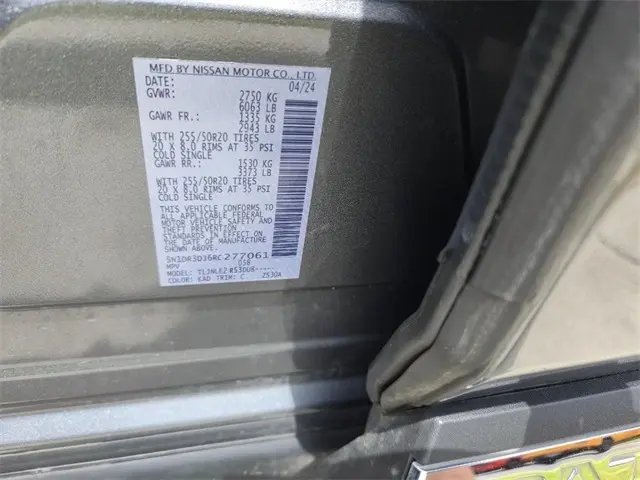 MFD BY NISSAN MOTOR CO., LTD.
DATE: 04/24
GVWR: 2750 KG
6063 LB
GAWR FR.: 1335 KG
2943 LB
WITH 255/50R20 TIRES
20 X 8.0 RIMS AT 35 PSI
COLD SINGLE
GAWR RR.: 1530 KG
3373 LB
WITH 255/50R20 TIRES
20 X 8.0 RIMS AT 35 PSI
COLD SINGLE
THIS VEHICLE CONFORMS TO
ALL APPLICABLE FEDERAL
MOTOR VEHICLE SAFETY AND
THEFT PREVENTION
STANDARDS IN EFFECT ON
THE DATE OF MANUFACTURE
SHOWN ABOVE.
5N1DR3DJ6RC277061
MPV 058
MODEL:
COLOR: KAD TRIM: C